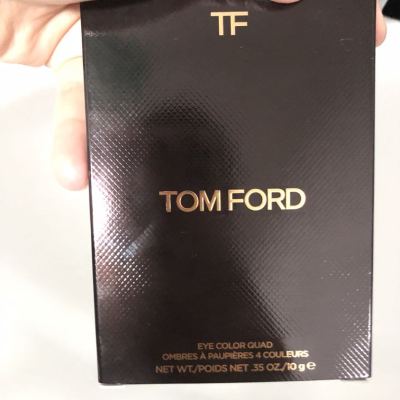 TF
TOM FORD
EYE COLOR QUAD
OMBRES À PAUPIÈRES 4 COULEURS
NET WT./POIDS NET .35 OZ./10 g ℮